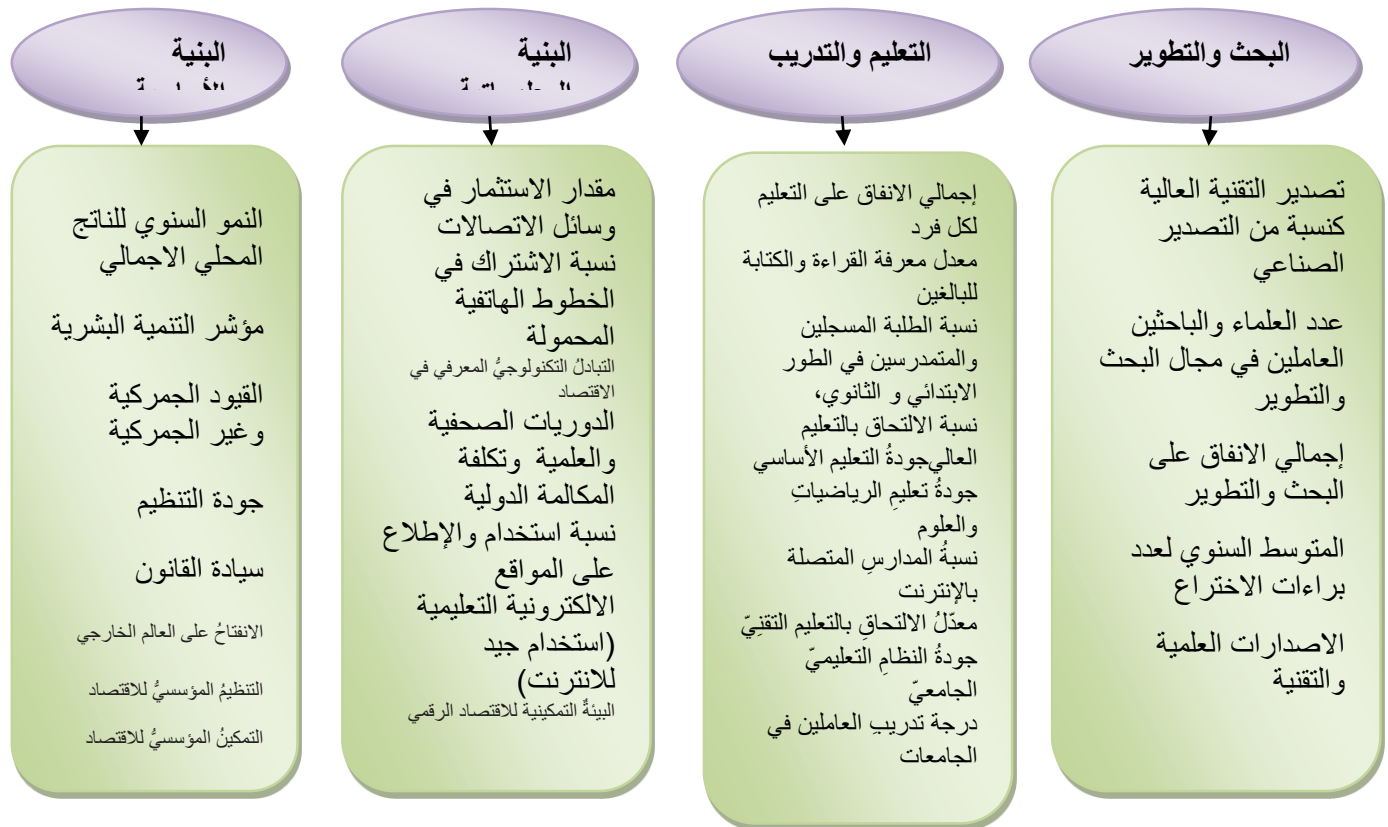 البحث والتطوير
تصدير التقنية العالية
كنسبة من التصدير
الصناعي
عدد العلماء والباحثين
العاملين في مجال البحث
والتطوير
إجمالي الانفاق على
البحث والتطوير
المتوسط السنوي لعدد
براءات الاختراع
الاصدارات العلمية
والتقنية
التعليم والتدريب
إجمالي الانفاق على التعليم
لكل فرد
معدل معرفة القراءة والكتابة
للبالغين
نسبة الطلبة المسجلين
والمتمدرسين في الطور
الابتدائي و الثانوي،
نسبة الالتحاق بالتعليم
العاليجودةُ التعليم الأساسي
جودةُ تعليمِ الرياضياتِ
والعلوم
نسبةُ المدارسِ المتصلة
بالإنترنت
معدّلُ الالتحاقِ بالتعليم التقنِيّ
جودةُ النظامِ التعليميّ
الجامعيّ
درجة تدريبِ العاملين في
الجامعات
البنية
مقدار الاستثمار في
وسائل الاتصالات
نسبة الاشتراك في
الخطوط الهاتفية
المحمولة
التبادلُ التكنولوجيُّ المعرفي في
الاقتصاد
الدوريات الصحفية
والعلمية وتكلفة
المكالمة الدولية
نسبة استخدام والإطلاع
على المواقع
الالكترونية التعليمية
(استخدام جيد
للانترنت)
البيئةٌ التمكينية للاقتصاد الرقمي
البنية
النمو السنوي للناتج
المحلي الاجمالي
مؤشر التنمية البشرية
القيود الجمركية
وغير الجمركية
جودة التنظيم
سيادة القانون
الانفتاحُ على العالم الخارجي
التنظيمُ المؤسسيُّ للاقتصاد
التمكينُ المؤسسيُّ للاقتصاد